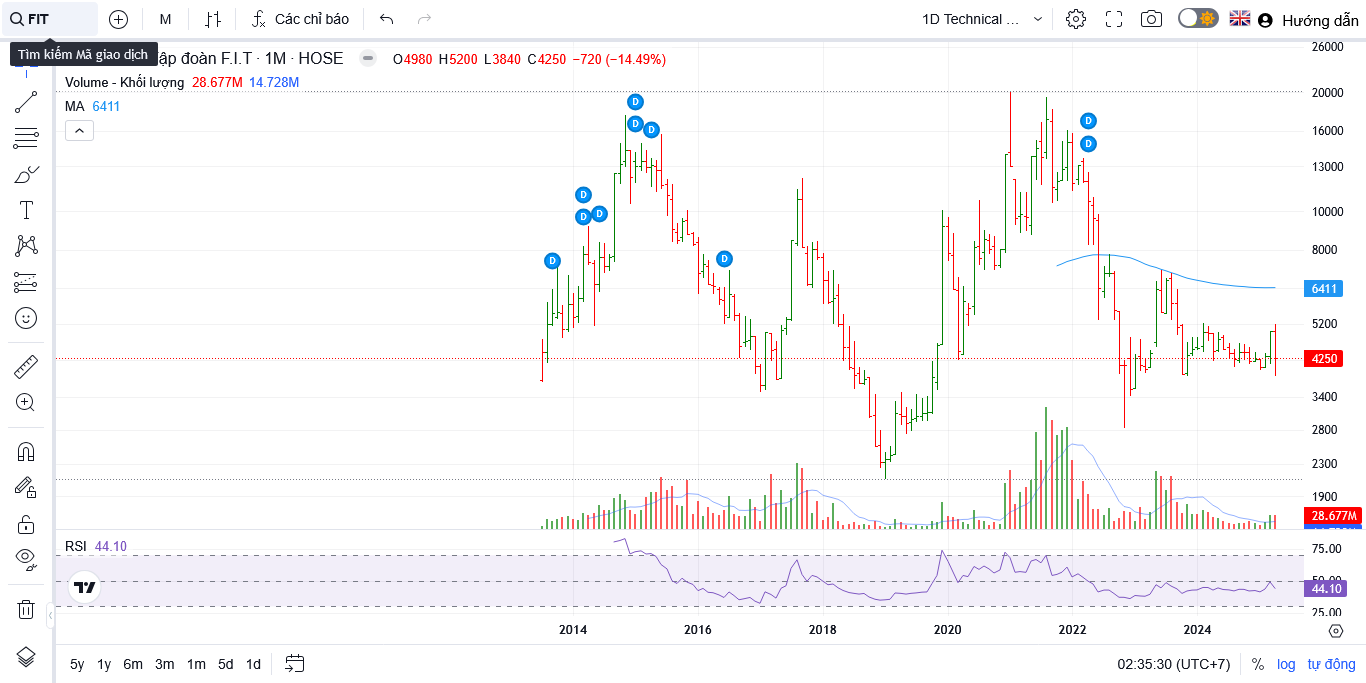 FIT M Các chỉ báo 1D Technical ... Hướng dẫn
Tìm kiếm Mã giao dịch
ập đoàn F.I.T · 1M · HOSE O4980 H5200 L3840 C4250 −720 (−14.49%)
Volume - Khối lượng 28.677M 14.728M
MA 6411
26000
20000
16000
13000
10000
8000
6411
5200
4250
3400
2800
2300
1900
28.677M
D
D
D
D
D
D
D
D
D
D
RSI 44.10
75.00
50.00
44.10
25.00
2014 2016 2018 2020 2022 2024
5y 1y 6m 3m 1m 5d 1d 02:35:30 (UTC+7) % log tự động